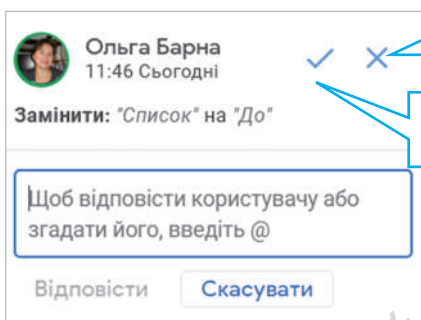 Ольга Барна
11:46 Сьогодні
Замінити: "Список" на "До"
Щоб відповісти користувачу або
згадати його, введіть @
Відповісти Скасувати